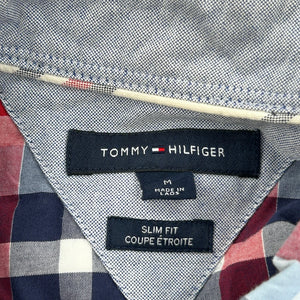 TOMMY HILFIGER
M
MADE IN
LAOS
SLIM FIT
COUPE ÉTROITE